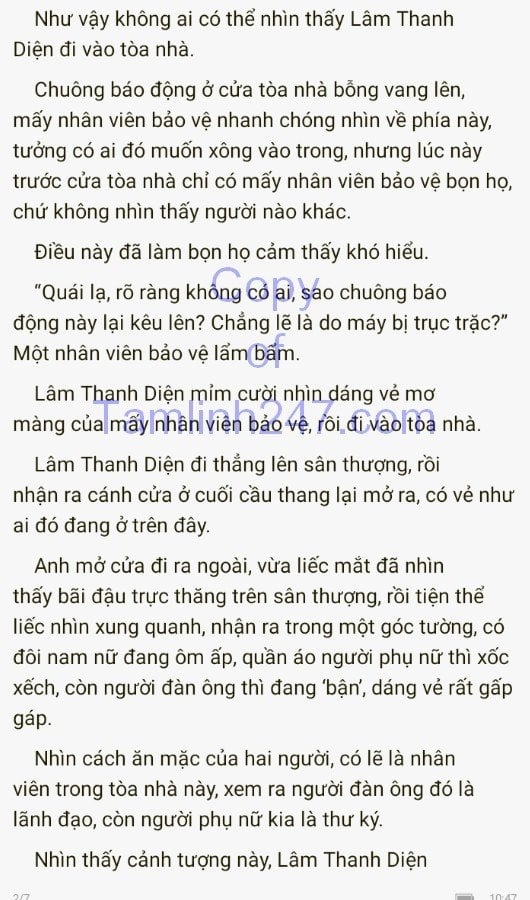 Như vậy không ai có thể nhìn thấy Lâm Thanh
Diện đi vào tòa nhà.
Chuông báo động ở cửa tòa nhà bỗng vang lên,
mấy nhân viên bảo vệ nhanh chóng nhìn về phía này,
tưởng có ai đó muốn xông vào trong, nhưng lúc này
trước cửa tòa nhà chỉ có mấy nhân viên bảo vệ bọn họ,
chứ không nhìn thấy người nào khác.
Điều này đã làm bọn họ cảm thấy khó hiểu.
“Quái lạ, rõ ràng không có ai, sao chuông báo
động này lại kêu lên? Chẳng lẽ là do máy bị trục trặc?”
Một nhân viên bảo vệ lẩm bẩm.
Lâm Thanh Diện mỉm cười nhìn dáng vẻ mơ
màng của mấy nhân viên bảo vệ, rồi đi vào tòa nhà.
Copy
of
Tamlinh247.com
Lâm Thanh Diện đi thẳng lên sân thượng, rồi
nhận ra cánh cửa ở cuối cầu thang lại mở ra, có vẻ như
ai đó đang ở trên đây.
Anh mở cửa đi ra ngoài, vừa liếc mắt đã nhìn
thấy bãi đậu trực thăng trên sân thượng, rồi tiện thể
liếc nhìn xung quanh, nhận ra trong một góc tường, có
đôi nam nữ đang ôm ấp, quần áo người phụ nữ thì xốc
xếch, còn người đàn ông thì đang ‘bận’, dáng vẻ rất gấp
gáp.
Nhìn cách ăn mặc của hai người, có lẽ là nhân
viên trong tòa nhà này, xem ra người đàn ông đó là
lãnh đạo, còn người phụ nữ kia là thư ký.
Nhìn thấy cảnh tượng này, Lâm Thanh Diện
2/7
10:47